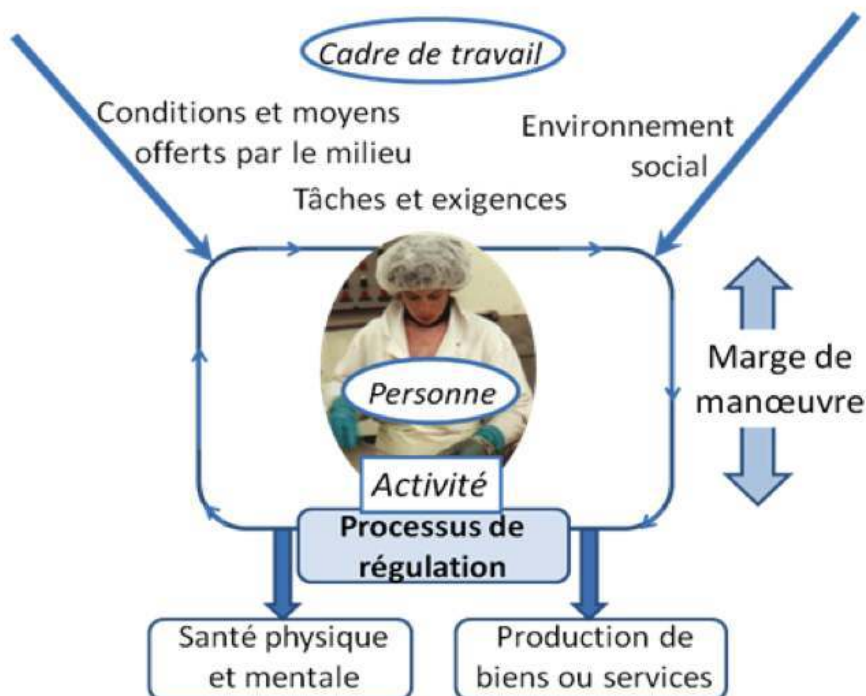 Cadre de travail
Conditions et moyens
offerts par le milieu
Environnement
social
Tâches et exigences
Marge de
manœuvre
Personne
Activité
Processus de
régulation
Santé physique
et mentale
Production de
biens ou services